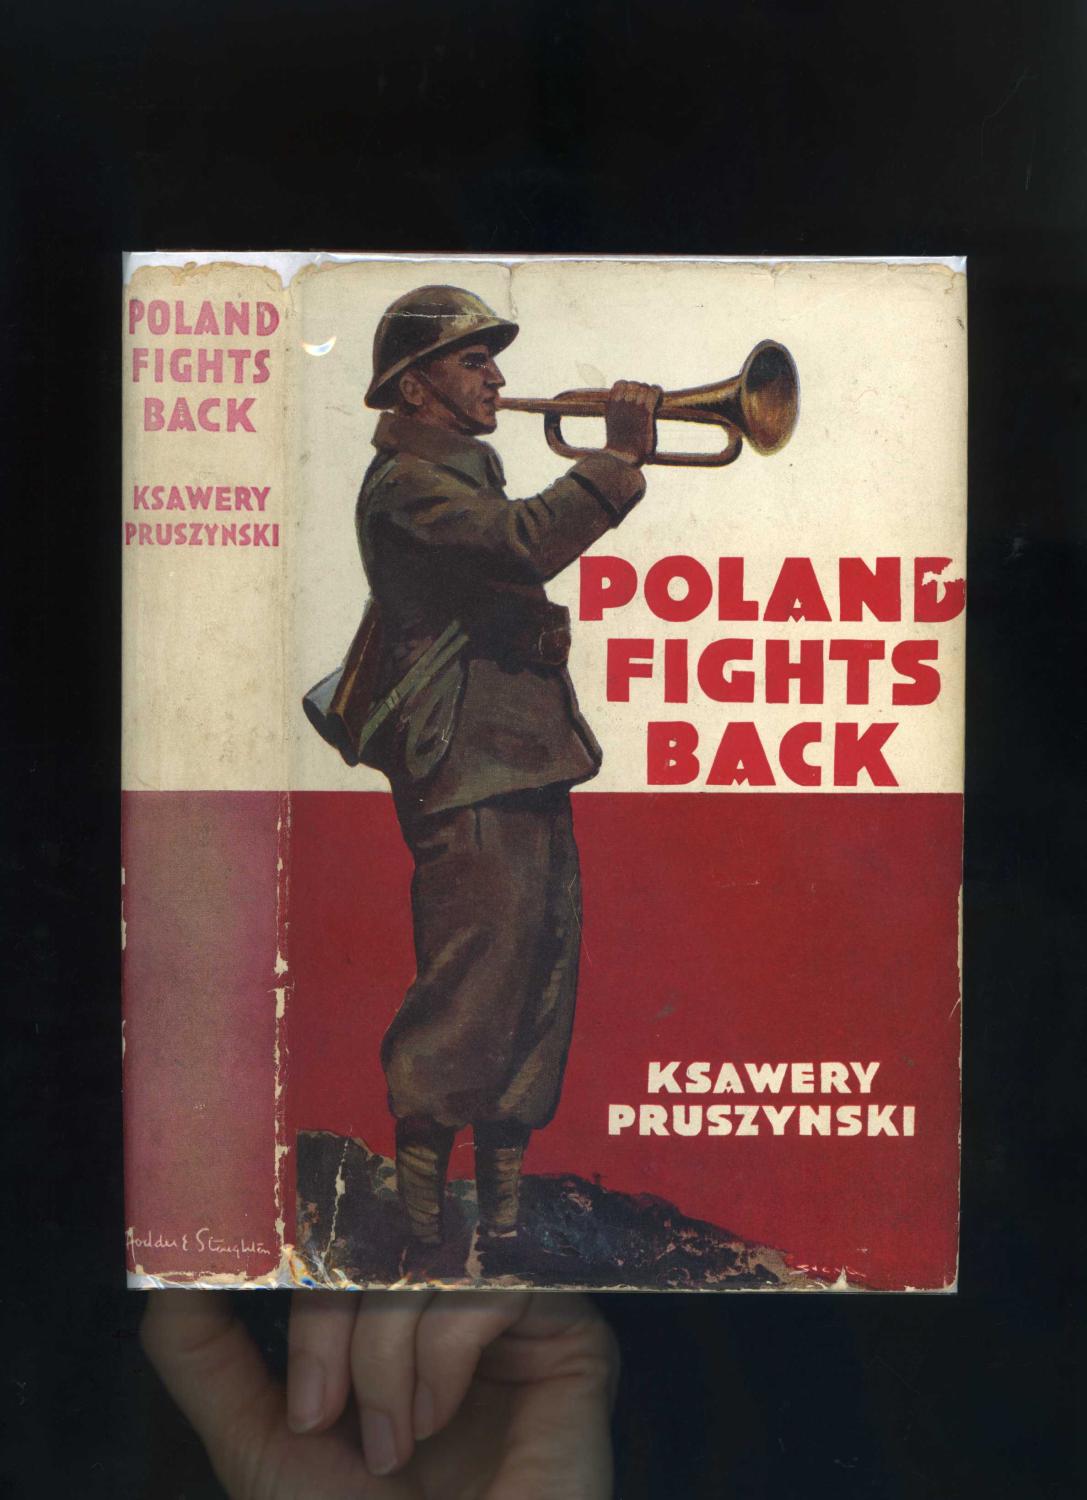 POLAND
FIGHTS
BACK
KSAWERY
PRUSZYNSKI
Hodder & Stoughton
POLAND
FIGHTS
BACK
KSAWERY
PRUSZYNSKI